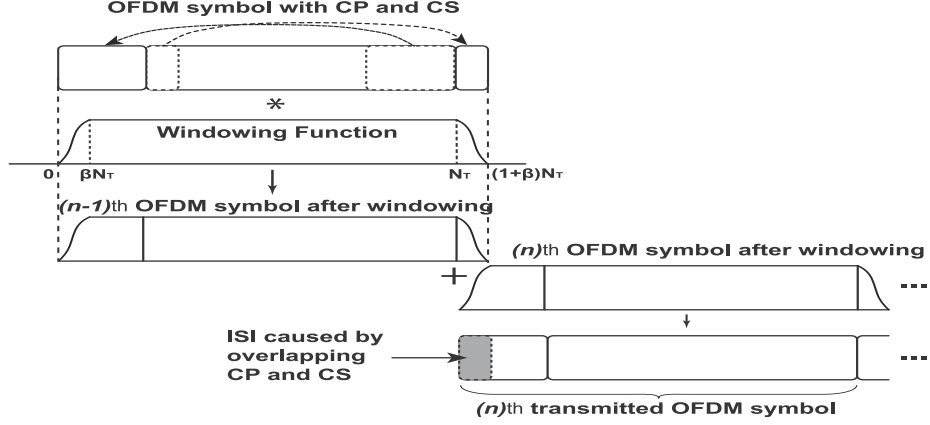 OFDM symbol with CP and CS
*
Windowing Function
0 βNT NT (1+β)NT
(n-1)th OFDM symbol after windowing
(n)th OFDM symbol after windowing
+
ISI caused by
overlapping
CP and CS
(n)th transmitted OFDM symbol